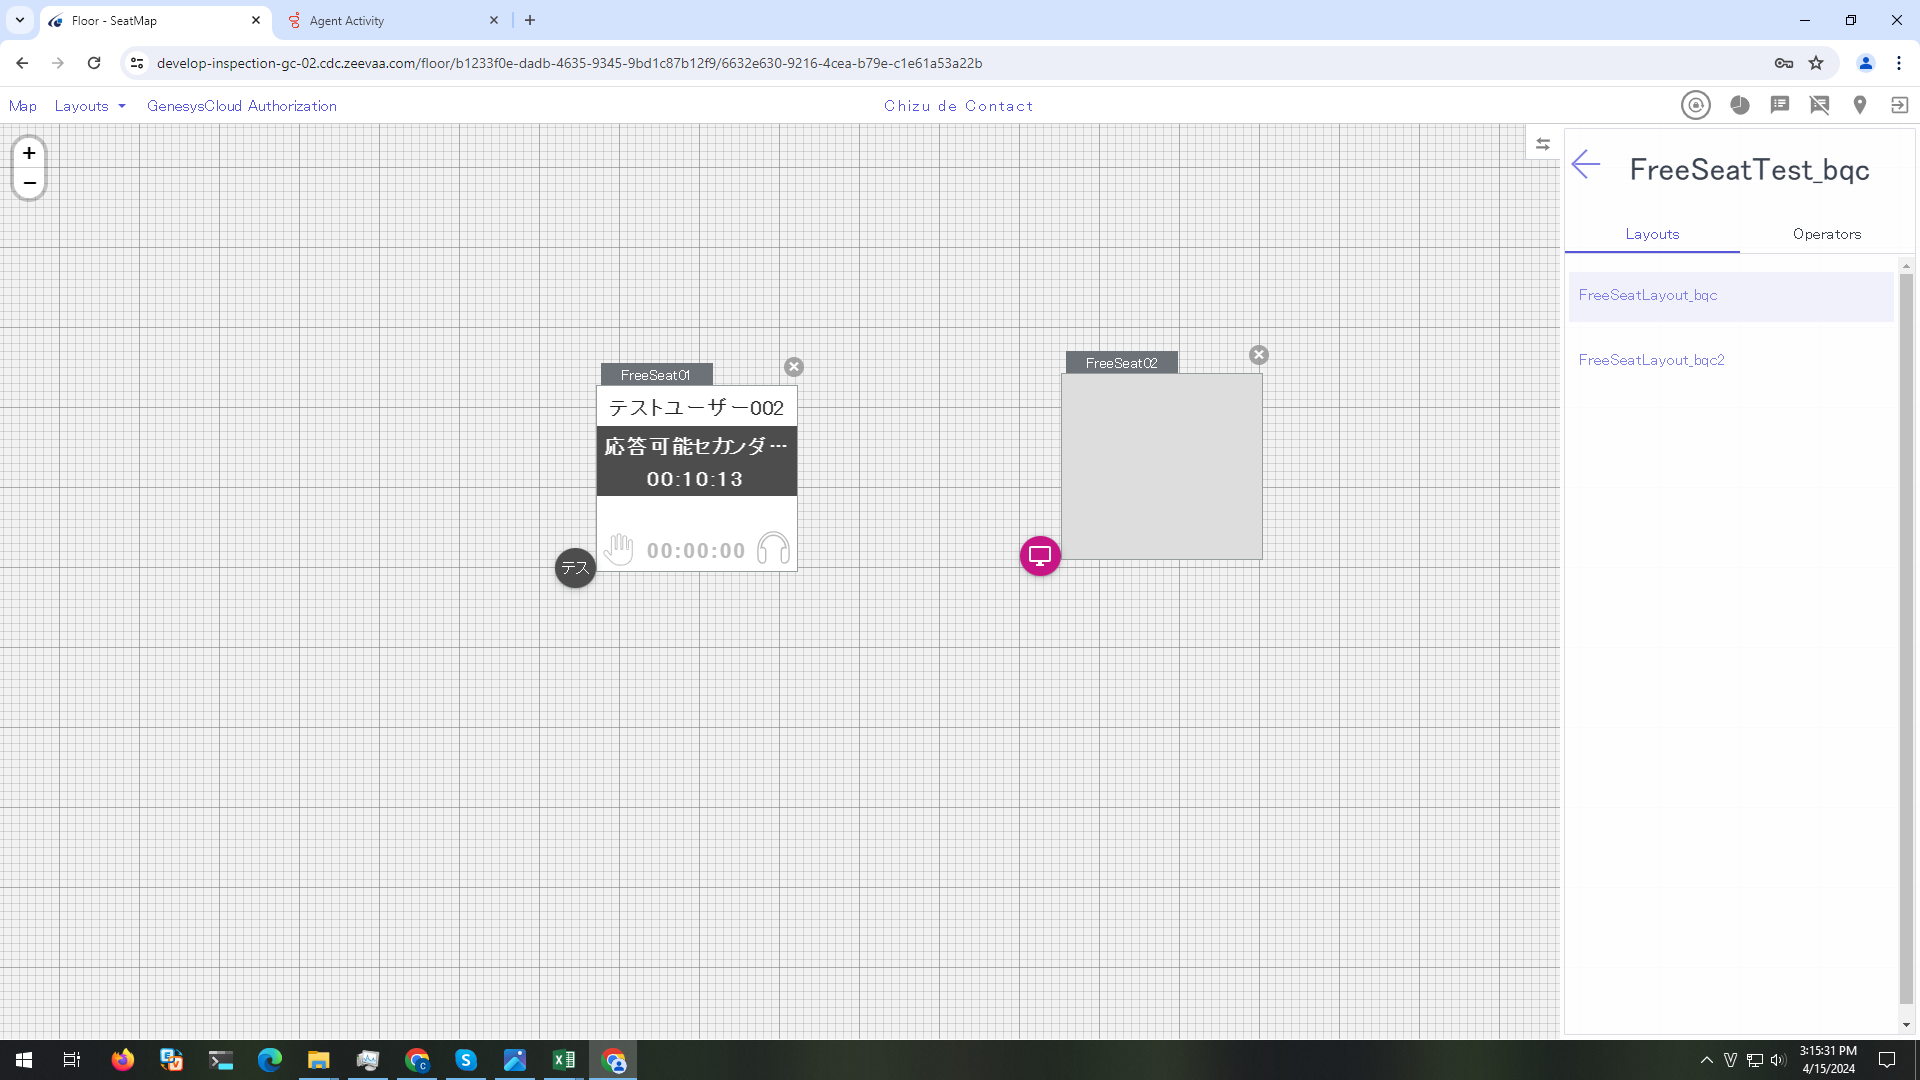 Floor - SeatMap
Agent Activity
develop-inspection-gc-02.cdc.zeevaa.com/floor/b1233f0e-dadb-4635-9345-9bd1c87b12f9/6632e630-9216-4cea-b79e-c1e61a53a22b
Map Layouts GenesysCloud Authorization
Chizu de Contact
+
−
FreeSeatTest_bqc
Layouts
Operators
FreeSeatLayout_bqc
FreeSeatLayout_bqc2
FreeSeat01
テストユーザー002
応答可能セカンダ…
00:10:13
00:00:00
テス
FreeSeat02
3:15:31 PM
4/15/2024